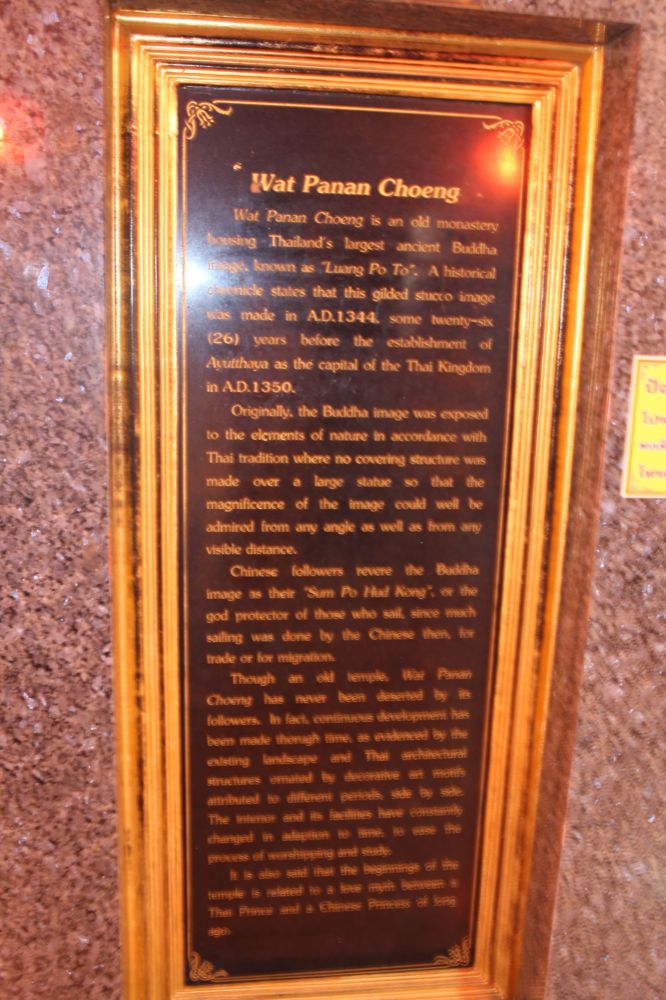 Wat Panan Choeng
Wat Panan Choeng is an old monastery
housing Thailand's largest ancient Buddha
image, known as "Luang Po To". A historical
chronicle states that this gilded stucco image
was made in A.D.1344, some twenty-six
(26) years before the establishment of
Ayutthaya as the capital of the Thai Kingdom
in A.D.1350.
Originally, the Buddha image was exposed
to the elements of nature in accordance with
Thai tradition where no covering structure was
made over a large statue so that the
magnificence of the image could well be
admired from any angle as well as from any
visible distance.
Chinese followers revere the Buddha
image as their "Sum Po Hud Kong", or the
god protector of those who sail, since much
sailing was done by the Chinese then, for
trade or for migration.
Though an old temple, Wat Panan
Choeng has never been deserted by its
followers. In fact, continuous development has
been made thorugh time, as evidenced by the
existing landscape and Thai architectural
structures ornated by decorative art motifs
attributed to different periods, side by side.
The interior and its facilities have constantly
changed in adaption to time, to ease the
process of worshipping and study.
It is also said that the beginnings of the
temple is related to a love myth between a
Thai Prince and a Chinese Princess of long
ago.